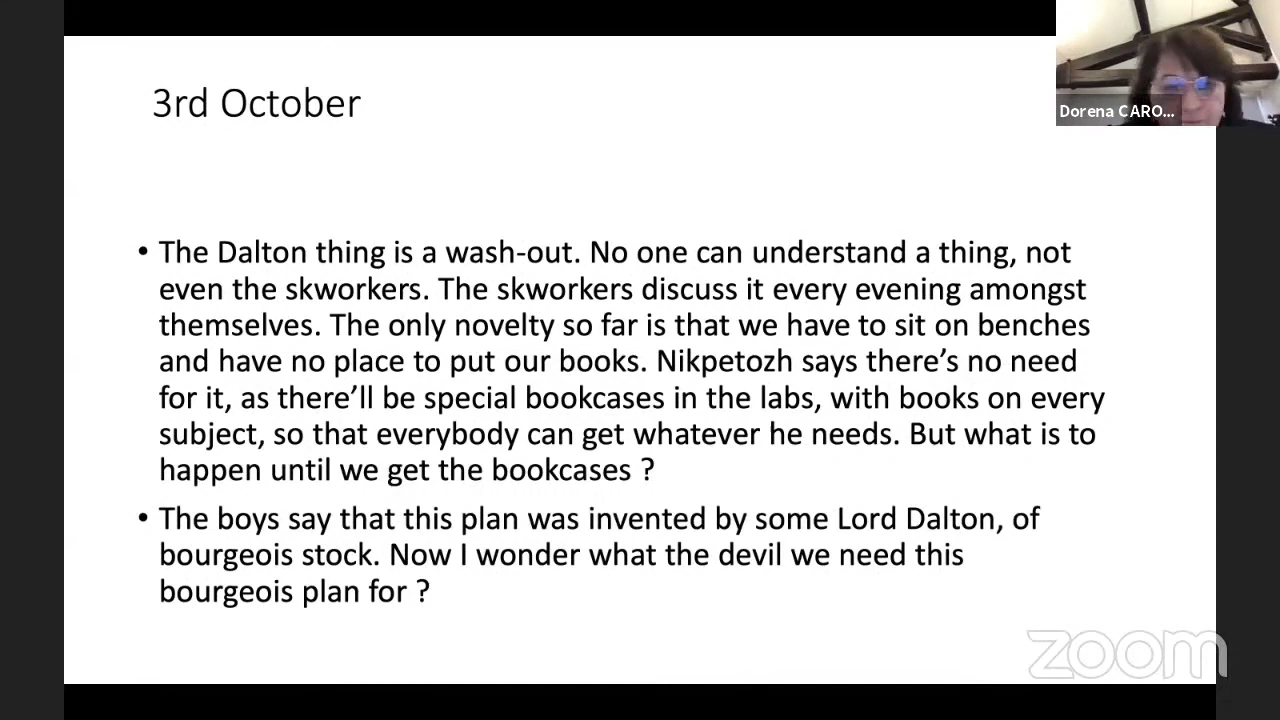 3rd October
Dorena CARO...
• The Dalton thing is a wash-out. No one can understand a thing, not
even the skworkers. The skworkers discuss it every evening amongst
themselves. The only novelty so far is that we have to sit on benches
and have no place to put our books. Nikpetozh says there’s no need
for it, as there’ll be special bookcases in the labs, with books on every
subject, so that everybody can get whatever he needs. But what is to
happen until we get the bookcases ?
• The boys say that this plan was invented by some Lord Dalton, of
bourgeois stock. Now I wonder what the devil we need this
bourgeois plan for ?
zoom